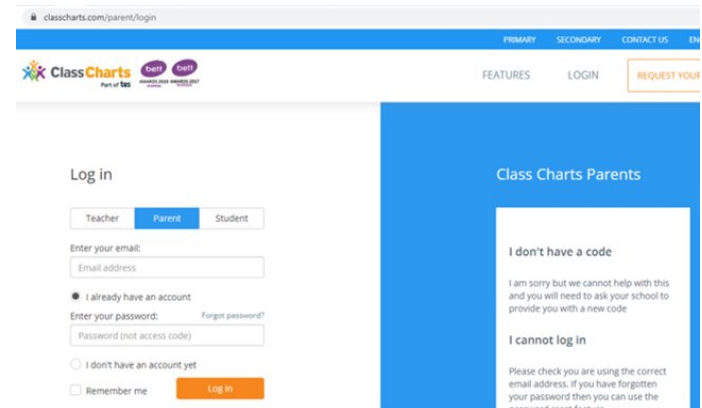 classcharts.com/parent/login
PRIMARY SECONDARY CONTACT US EN
ClassCharts
Part of tes
bett bett
FEATURES LOGIN REQUEST YOUR
Log in
Teacher Parent Student
Enter your email:
Email address
I already have an account
Enter your password: Forgot password?
Password (not access code)
I don't have an account yet
Remember me Log in
Class Charts Parents
I don't have a code
I am sorry but we cannot help with this
and you will need to ask your school to
provide you with a new code
I cannot log in
Please check you are using the correct
email address. If you have forgotten
your password then you can use the